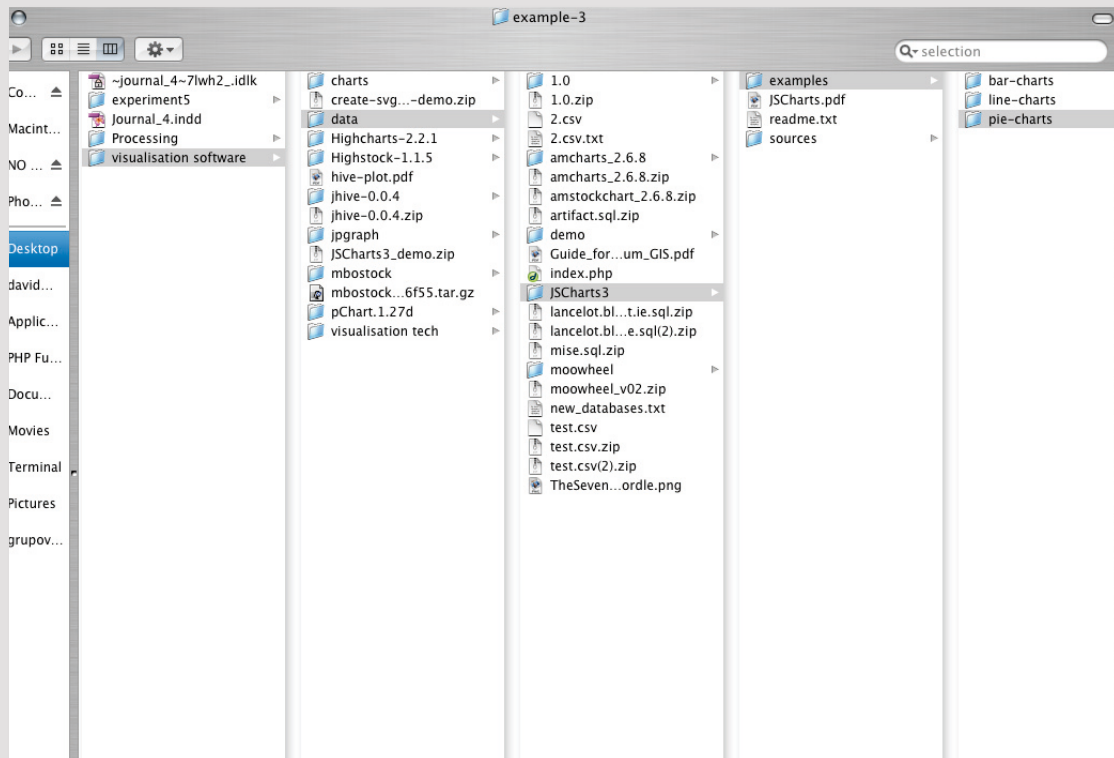 example-3
selection
Co...
Macint...
NO ...
Pho...
Desktop
david...
Applic...
PHP Fu...
Docu...
Movies
Terminal
Pictures
grupov...
~journal_4~7lwh2_.idlk
experiment5
Journal_4.indd
Processing
visualisation software
charts
create-svg...-demo.zip
data
Highcharts-2.2.1
Highstock-1.1.5
hive-plot.pdf
jhive-0.0.4
jhive-0.0.4.zip
jpgraph
JSCharts3_demo.zip
mbostock
mbostock...6f55.tar.gz
pChart.1.27d
visualisation tech
1.0
1.0.zip
2.csv
2.csv.txt
amcharts_2.6.8
amcharts_2.6.8.zip
amstockchart_2.6.8.zip
artifact.sql.zip
demo
Guide_for...um_GIS.pdf
index.php
JSCharts3
lancelot.bl...t.ie.sql.zip
lancelot.bl...e.sql(2).zip
mise.sql.zip
moowheel
moowheel_v02.zip
new_databases.txt
test.csv
test.csv.zip
test.csv(2).zip
TheSeven...ordle.png
examples
JSCharts.pdf
readme.txt
sources
bar-charts
line-charts
pie-charts